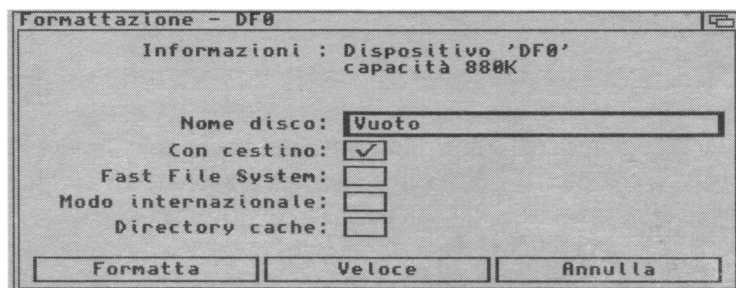 Formattazione - DF0
Informazioni : Dispositivo 'DF0'
capacità 880K
Nome disco: Vuoto
Con cestino: ✓
Fast File System:
Modo internazionale:
Directory cache:
Formatta Veloce Annulla